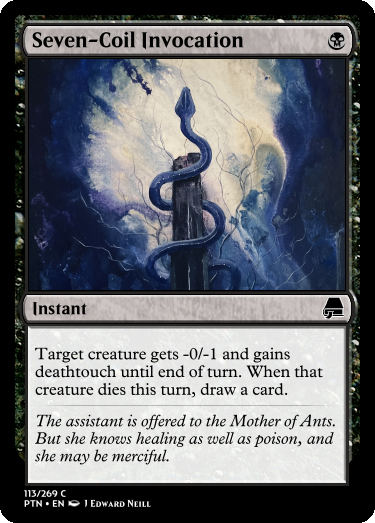 Seven-Coil Invocation
Instant
Target creature gets -0/-1 and gains
deathtouch until end of turn. When that
creature dies this turn, draw a card.
The assistant is offered to the Mother of Ants.
But she knows healing as well as poison, and
she may be merciful.
113/269 C
PTN • EN J Edward Neill